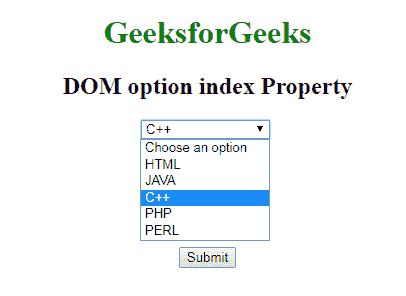 GeeksforGeeks
DOM option index Property
C++
Choose an option
HTML
JAVA
C++
PHP
PERL
Submit